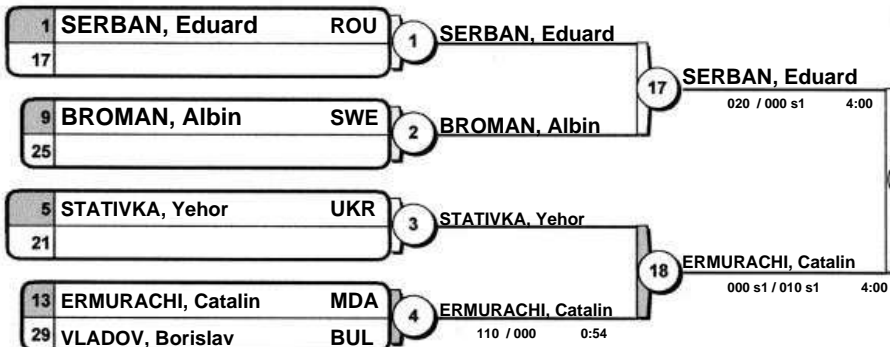 1 SERBAN, Eduard ROU
17
1
SERBAN, Eduard
9 BROMAN, Albin SWE
25
2
BROMAN, Albin
17
SERBAN, Eduard
020 / 000 s1 4:00
5 STATIVKA, Yehor UKR
21
3
STATIVKA, Yehor
13 ERMURACHI, Catalin MDA
29 VLADOV, Borislav BUL
4
ERMURACHI, Catalin
110 / 000 0:54
18
ERMURACHI, Catalin
000 s1 / 010 s1 4:00